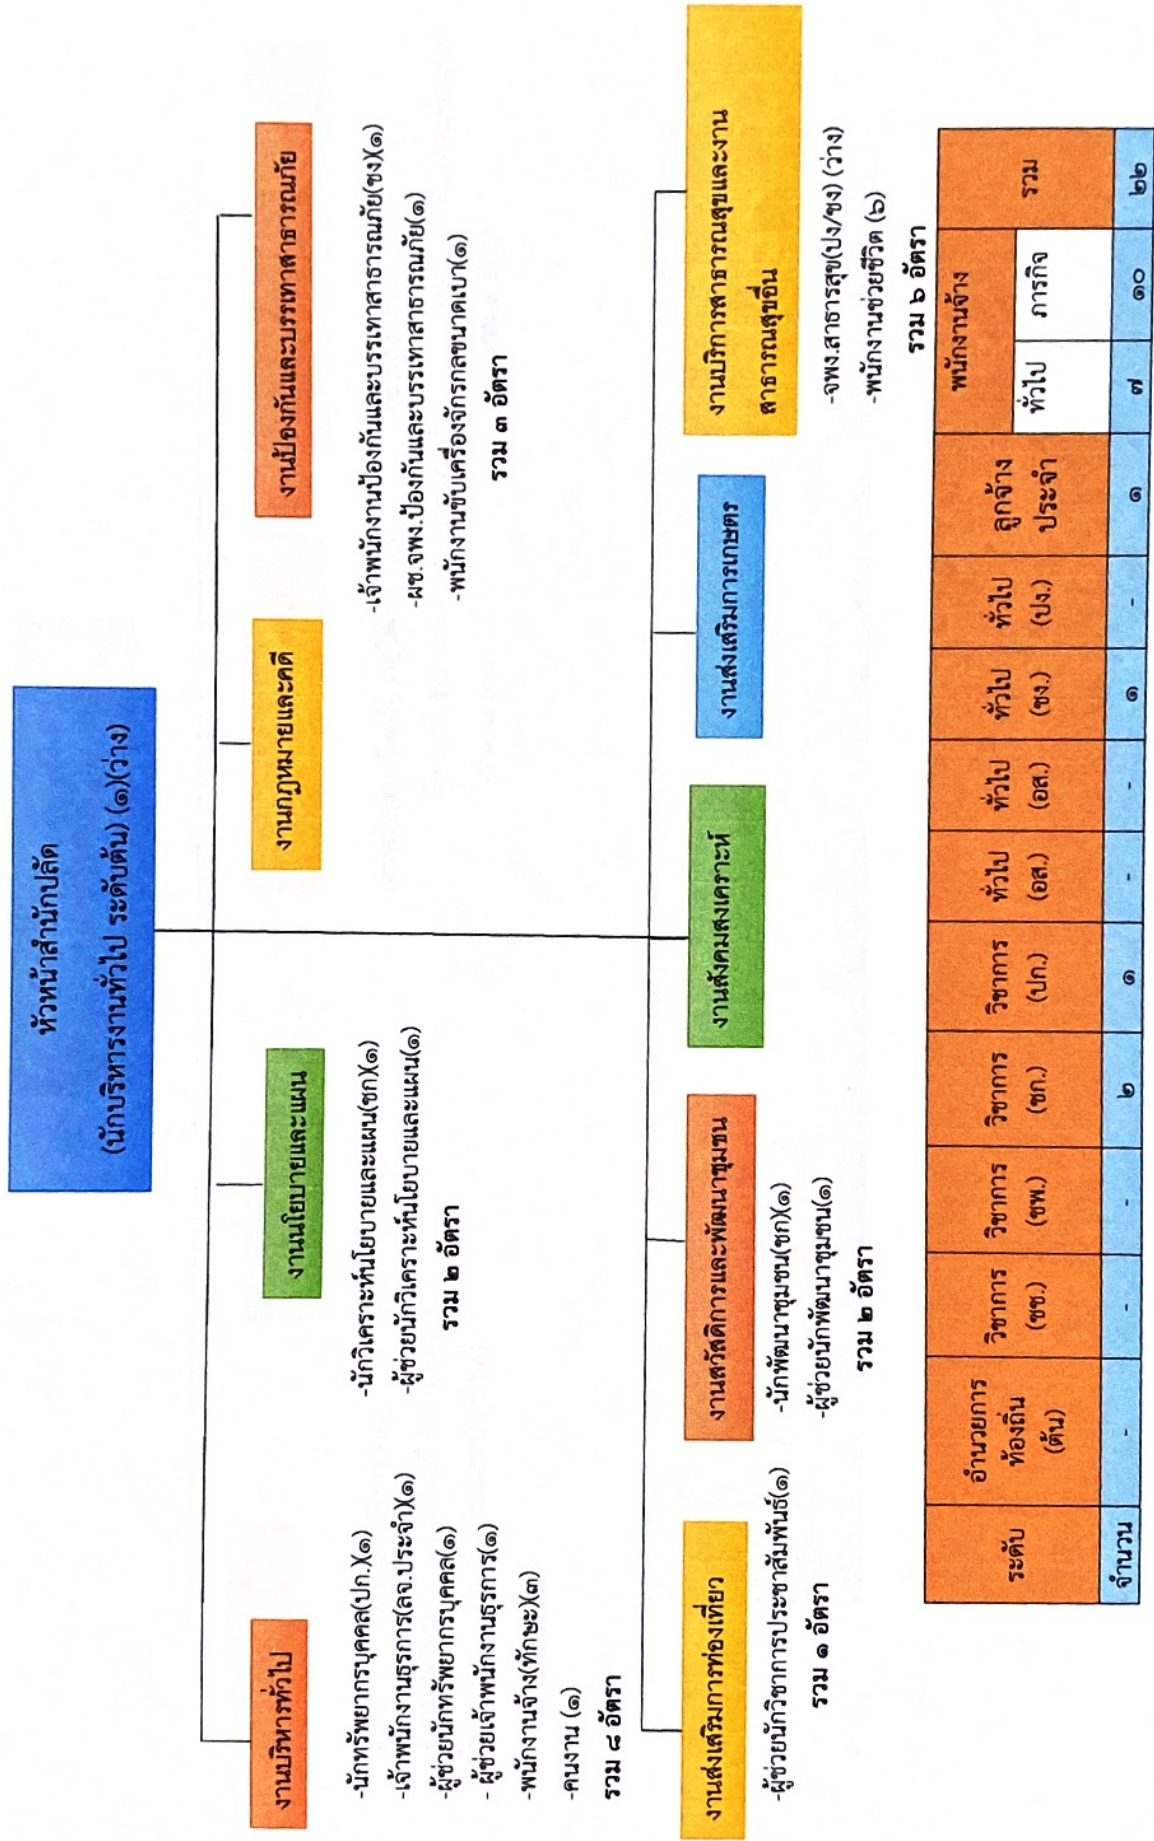 หัวหน้าสำนักปลัด
(นักบริหารงานทั่วไป ระดับต้น) (๑)(ว่าง)
งานบริหารทั่วไป
-นักทรัพยากรบุคคล(ปก.)(๑)
-เจ้าพนักงานธุรการ(ลจ.ประจำ)(๑)
-ผู้ช่วยนักทรัพยากรบุคคล(๑)
- ผู้ช่วยเจ้าพนักงานธุรการ(๑)
-พนักงานจ้าง(ทักษะ)(๓)
-คนงาน (๑)
รวม ๘ อัตรา
งานนโยบายและแผน
-นักวิเคราะห์นโยบายและแผน(ชก)(๑)
-ผู้ช่วยนักวิเคราะห์นโยบายและแผน(๑)
รวม ๒ อัตรา
งานกฎหมายและคดี
งานป้องกันและบรรเทาสาธารณภัย
-เจ้าพนักงานป้องกันและบรรเทาสาธารณภัย(ชง)(๑)
-ผช.จพง.ป้องกันและบรรเทาสาธารณภัย(๑)
-พนักงานขับเครื่องจักรกลขนาดเบา(๑)
รวม ๓ อัตรา
งานส่งเสริมการท่องเที่ยว
-ผู้ช่วยนักวิชาการประชาสัมพันธ์(๑)
รวม ๑ อัตรา
งานสวัสดิการและพัฒนาชุมชน
-นักพัฒนาชุมชน(ชก)(๑)
-ผู้ช่วยนักพัฒนาชุมชน(๑)
รวม ๒ อัตรา
งานสังคมสงเคราะห์
งานส่งเสริมการเกษตร
งานบริการสาธารณสุขและงาน
สาธารณสุขอื่น
-จพง.สาธารสุข(ปง/ชง) (ว่าง)
-พนักงานช่วยชีวิต (๖)
รวม ๖ อัตรา
ระดับ อำนวยการท้องถิ่น (ต้น) วิชาการ (ชช.) วิชาการ (ชพ.) วิชาการ (ชก.) วิชาการ (ปก.) ทั่วไป (อส.) ทั่วไป (อส.) ทั่วไป (ชง.) ทั่วไป (ปง.) ลูกจ้างประจำ พนักงานจ้าง รวม
ทั่วไป ภารกิจ
จำนวน - - - ๒ ๑ - - ๑ - ๑ ๗ ๑๐ ๒๒